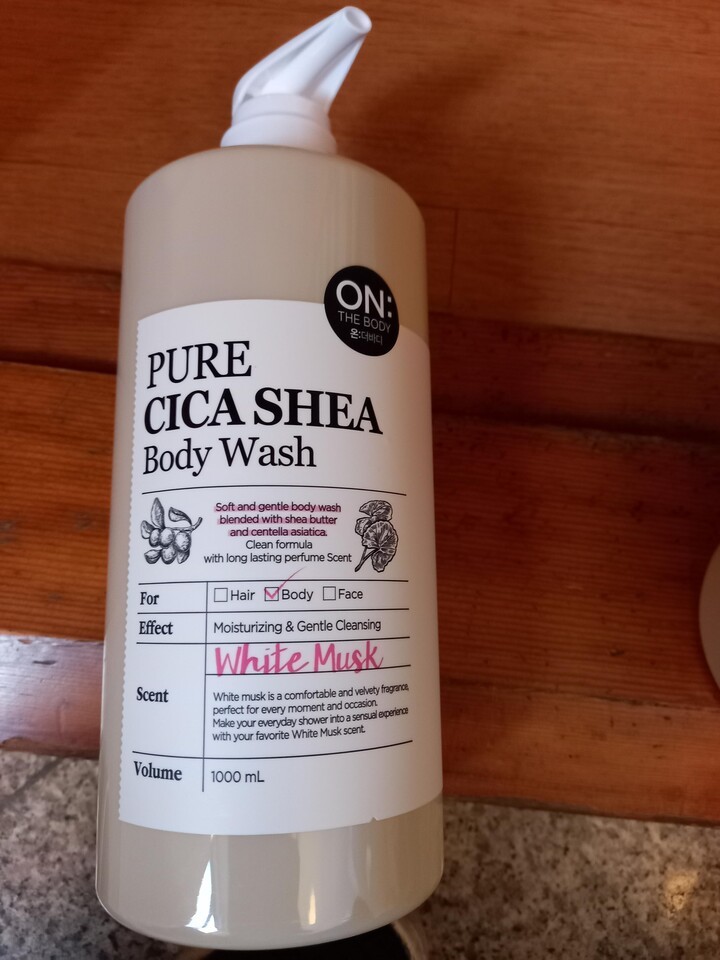 ON:
THE BODY
온:더바디
PURE
CICA SHEA
Body Wash
Soft and gentle body wash
blended with shea butter
and centella asiatica.
Clean formula
with long lasting perfume Scent
For Hair Body Face
Effect Moisturizing & Gentle Cleansing
White Musk
Scent
White musk is a comfortable and velvety fragrance,
perfect for every moment and occasion.
Make your everyday shower into a sensual experience
with your favorite White Musk scent.
Volume 1000 mL